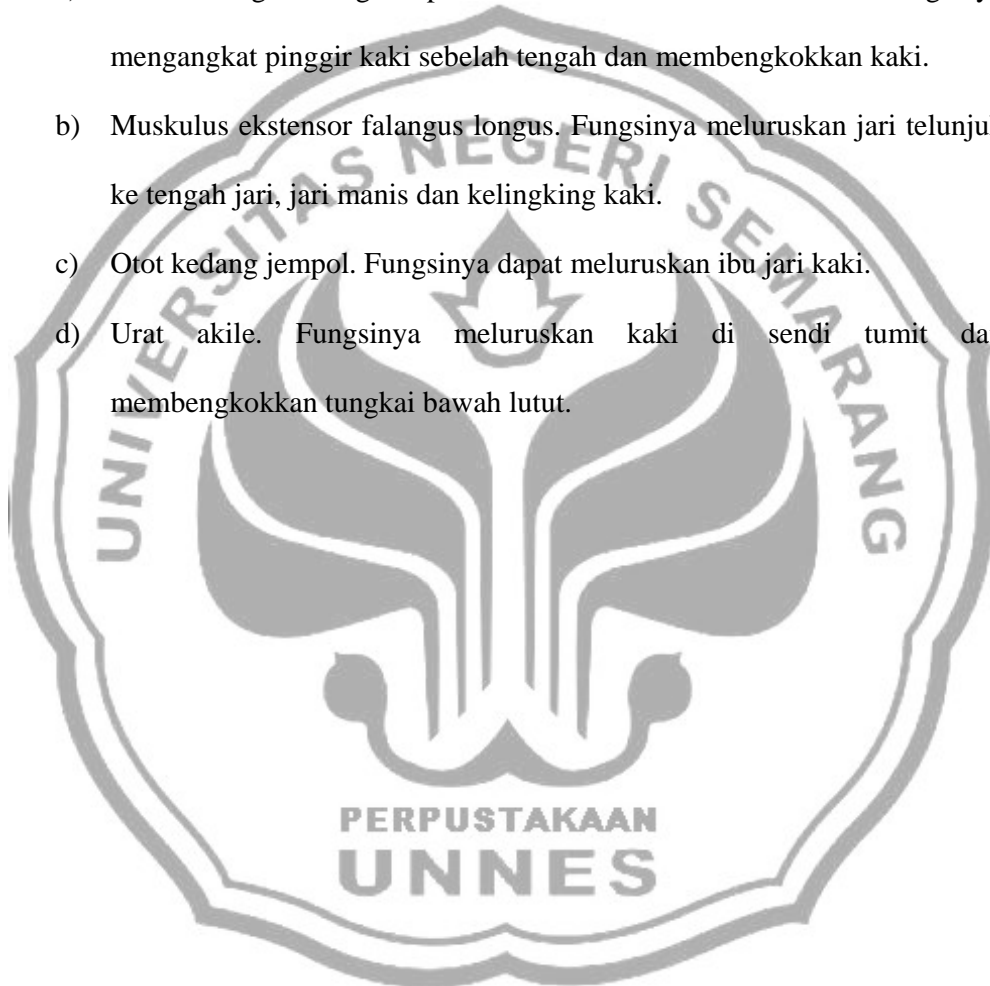 mengangkat pinggir kaki sebelah tengah dan membengkokkan kaki.
b) Muskulus ekstensor falangus longus. Fungsinya meluruskan jari
ke tengah jari, jari manis dan kelingking kaki.
c) Otot kedang jempol. Fungsinya dapat meluruskan ibu jari kaki.
d) Urat akile. Fungsinya meluruskan kaki di sendi tumit
membengkokkan tungkai bawah lutut.
UNIVERSITAS NEGERI SEMARANG
PERPUSTAKAAN
UNNES